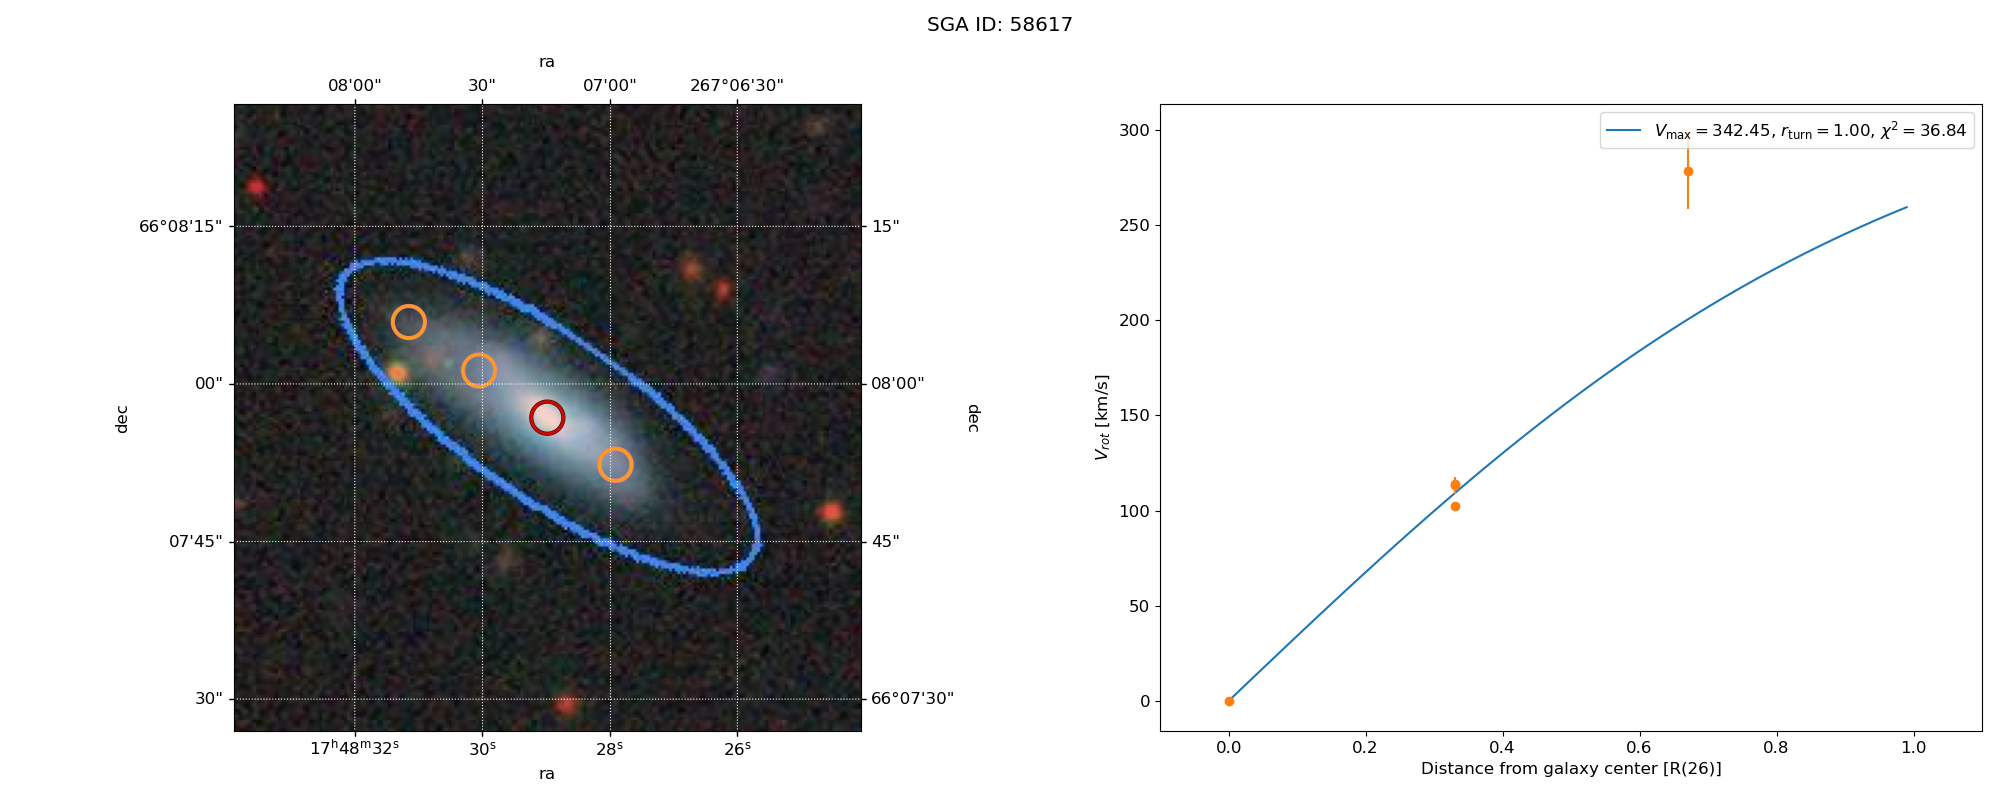 SGA ID: 58617
ra
08'00" 30" 07'00" 267°06'30"
66°08'15" 15"
00" 08'00"
07'45" 45"
30" 66°07'30"
dec
dec
17ʰ48ᵐ32ˢ 30ˢ 28ˢ 26ˢ
ra
V_max = 342.45, r_turn = 1.00, χ² = 36.84
300
250
200
150
100
50
0
V_rot [km/s]
0.0 0.2 0.4 0.6 0.8 1.0
Distance from galaxy center [R(26)]